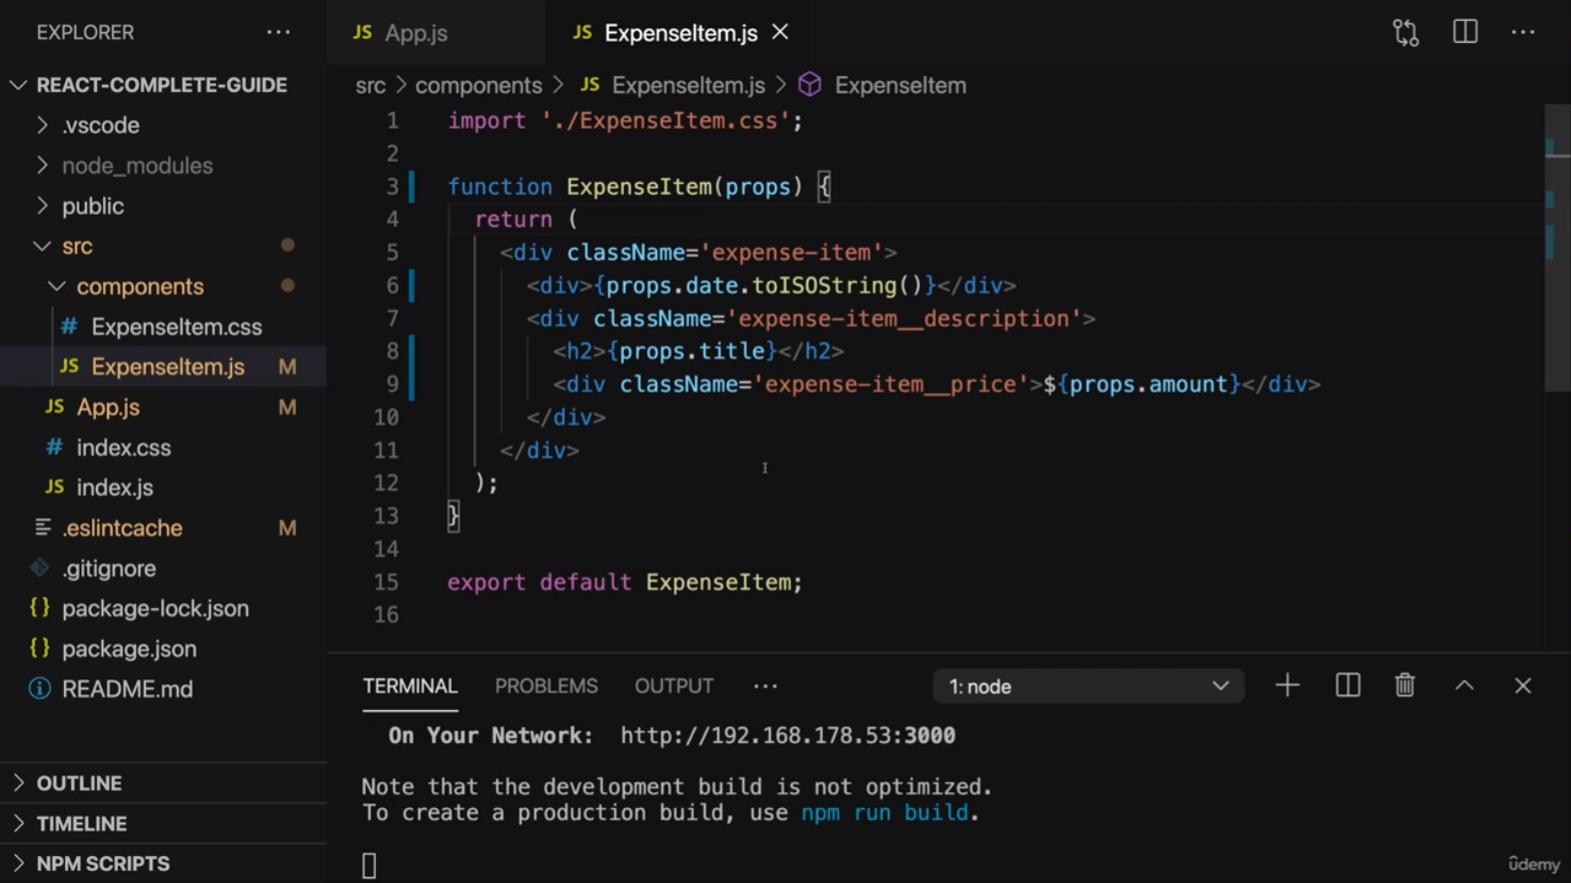 EXPLORER
REACT-COMPLETE-GUIDE
.vscode
node_modules
public
src
components
# ExpenseItem.css
JS ExpenseItem.js M
JS App.js M
# index.css
JS index.js
.eslintcache M
.gitignore
{} package-lock.json
{} package.json
README.md
OUTLINE
TIMELINE
NPM SCRIPTS
JS App.js
JS ExpenseItem.js
src > components > JS ExpenseItem.js > ExpenseItem
1 import './ExpenseItem.css';
2
3 function ExpenseItem(props) {
4 return (
5 <div className='expense-item'>
6 <div>{props.date.toISOString()}</div>
7 <div className='expense-item__description'>
8 <h2>{props.title}</h2>
9 <div className='expense-item__price'>${props.amount}</div>
10 </div>
11 </div>
12 );
13 }
14
15 export default ExpenseItem;
16
TERMINAL PROBLEMS OUTPUT ··· 1: node
On Your Network: http://192.168.178.53:3000
Note that the development build is not optimized.
To create a production build, use npm run build.
ûdemy